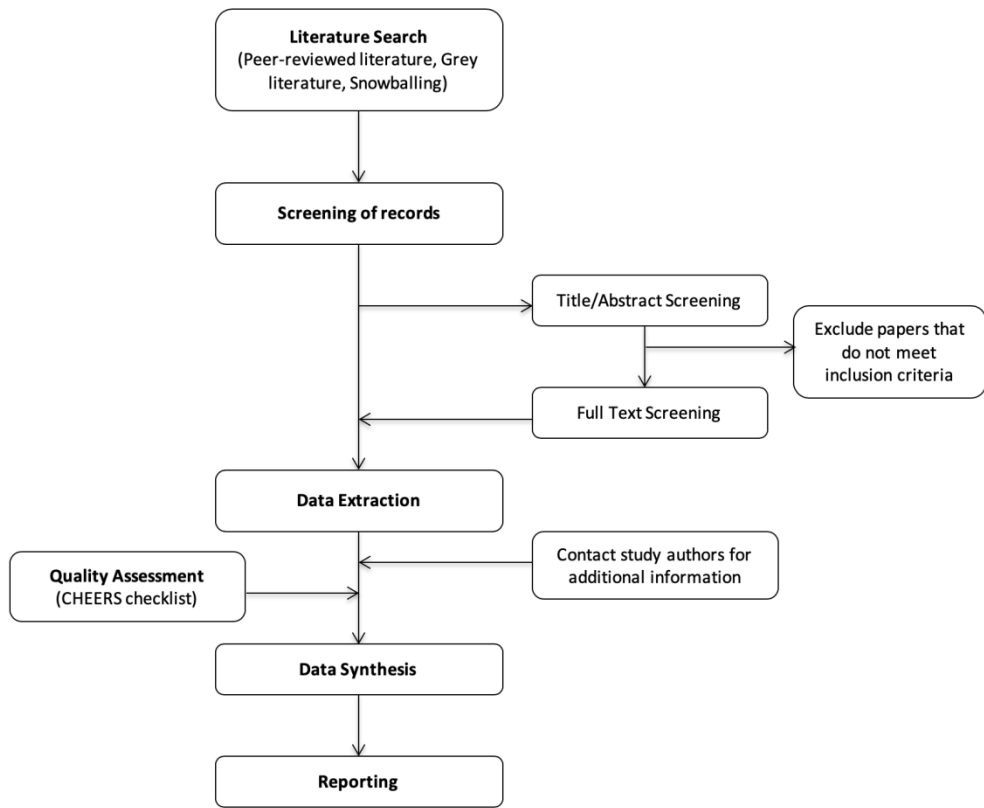 Literature Search
(Peer-reviewed literature, Grey
literature, Snowballing)
Screening of records
Title/Abstract Screening
Exclude papers that
do not meet
inclusion criteria
Full Text Screening
Data Extraction
Contact study authors for
additional information
Quality Assessment
(CHEERS checklist)
Data Synthesis
Reporting